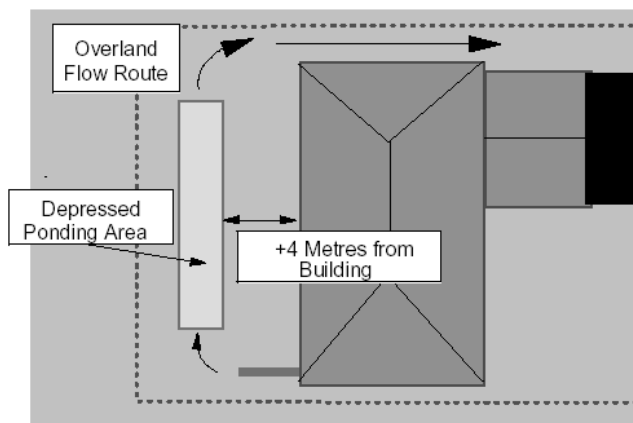 Overland
Flow Route
Depressed
Ponding Area
+4 Metres from
Building